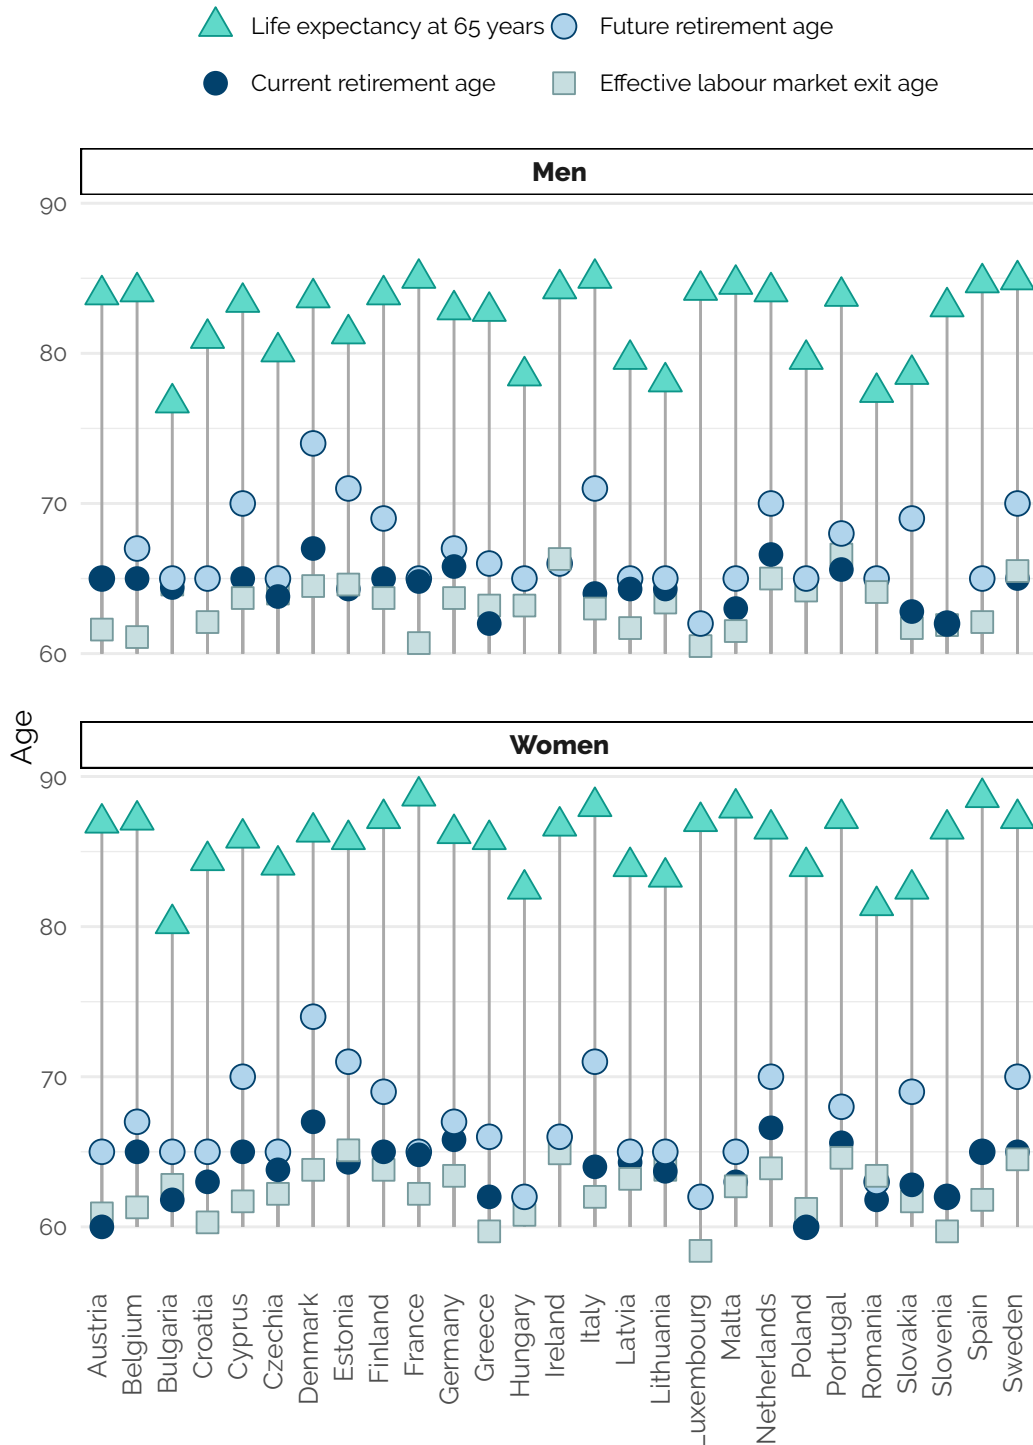 Life expectancy at 65 years Future retirement age
Current retirement age Effective labour market exit age
Men
90
80
70
60
Age
Women
90
80
70
60
Austria
Belgium
Bulgaria
Croatia
Cyprus
Czechia
Denmark
Estonia
Finland
France
Germany
Greece
Hungary
Ireland
Italy
Latvia
Lithuania
Luxembourg
Malta
Netherlands
Poland
Portugal
Romania
Slovakia
Slovenia
Spain
Sweden